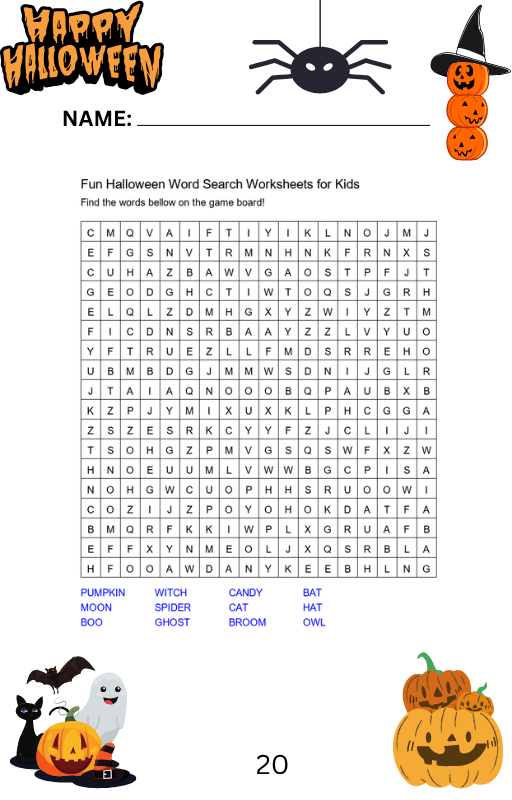 HAPPY
HALLOWEEN
NAME:
Fun Halloween Word Search Worksheets for Kids
Find the words bellow on the game board!
C M Q V A I F T I Y I K L N O J M J
E F G S N V T R M N H N K F R N X S
C U H A Z B A W V G A O S T P F J T
G E O D G H C T I W T O Q S J G R H
E L Q L Z D M H G X Y Z W I Y Z T M
F I C D N S R B A A Y Z Z L V Y U O
Y F T R U E Z L L F M D S R R E H O
U B M B D G J M M W S D N I J G L R
J T A I A Q N O O O B Q P A U B X B
K Z P J Y M I X U X K L P H C G G A
Z S Z E S R K C Y Y F Z J C L I J I
T S O H G Z P M V G S Q S W F X Z W
H N O E U U M L V W W B G C P I S A
N O H G W C U O P H H S R U O O W I
C O Z I J Z P O Y O H O K D A T F A
B M Q R F K K I W P L X G R U A F B
E F F X Y N M E O L J X Q S R B L A
H F O O A W D A N Y K E E B H L N G
PUMPKIN WITCH CANDY BAT
MOON SPIDER CAT HAT
BOO GHOST BROOM OWL
20